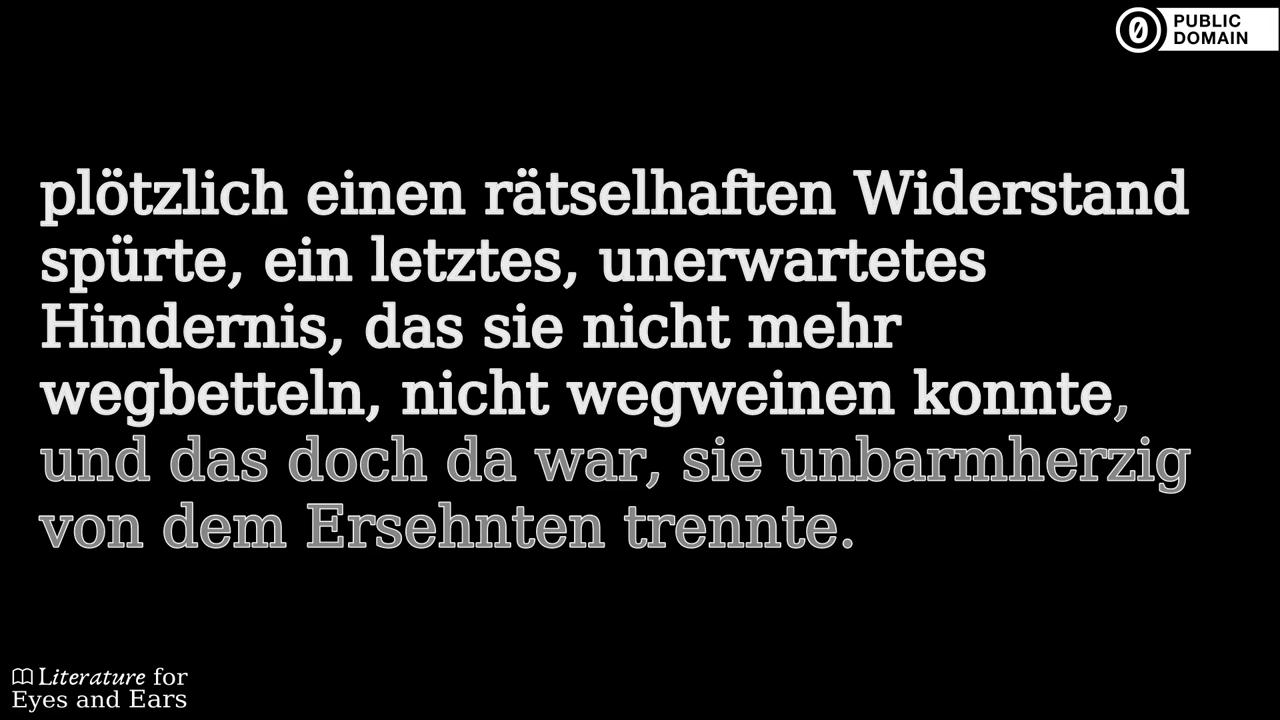 PUBLIC
DOMAIN
plötzlich einen rätselhaften Widerstand
spürte, ein letztes, unerwartetes
Hindernis, das sie nicht mehr
wegbetteln, nicht wegweinen konnte,
und das doch da war, sie unbarmherzig
von dem Ersehnten trennte.
Literature for
Eyes and Ears